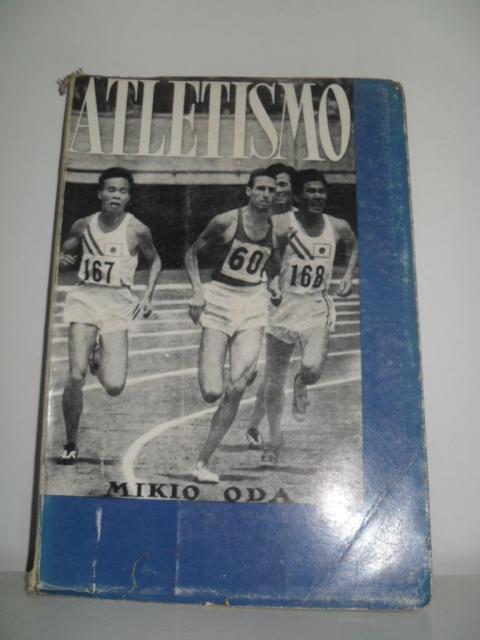 ATLETISMO
167
60
168
MIKIO ODA